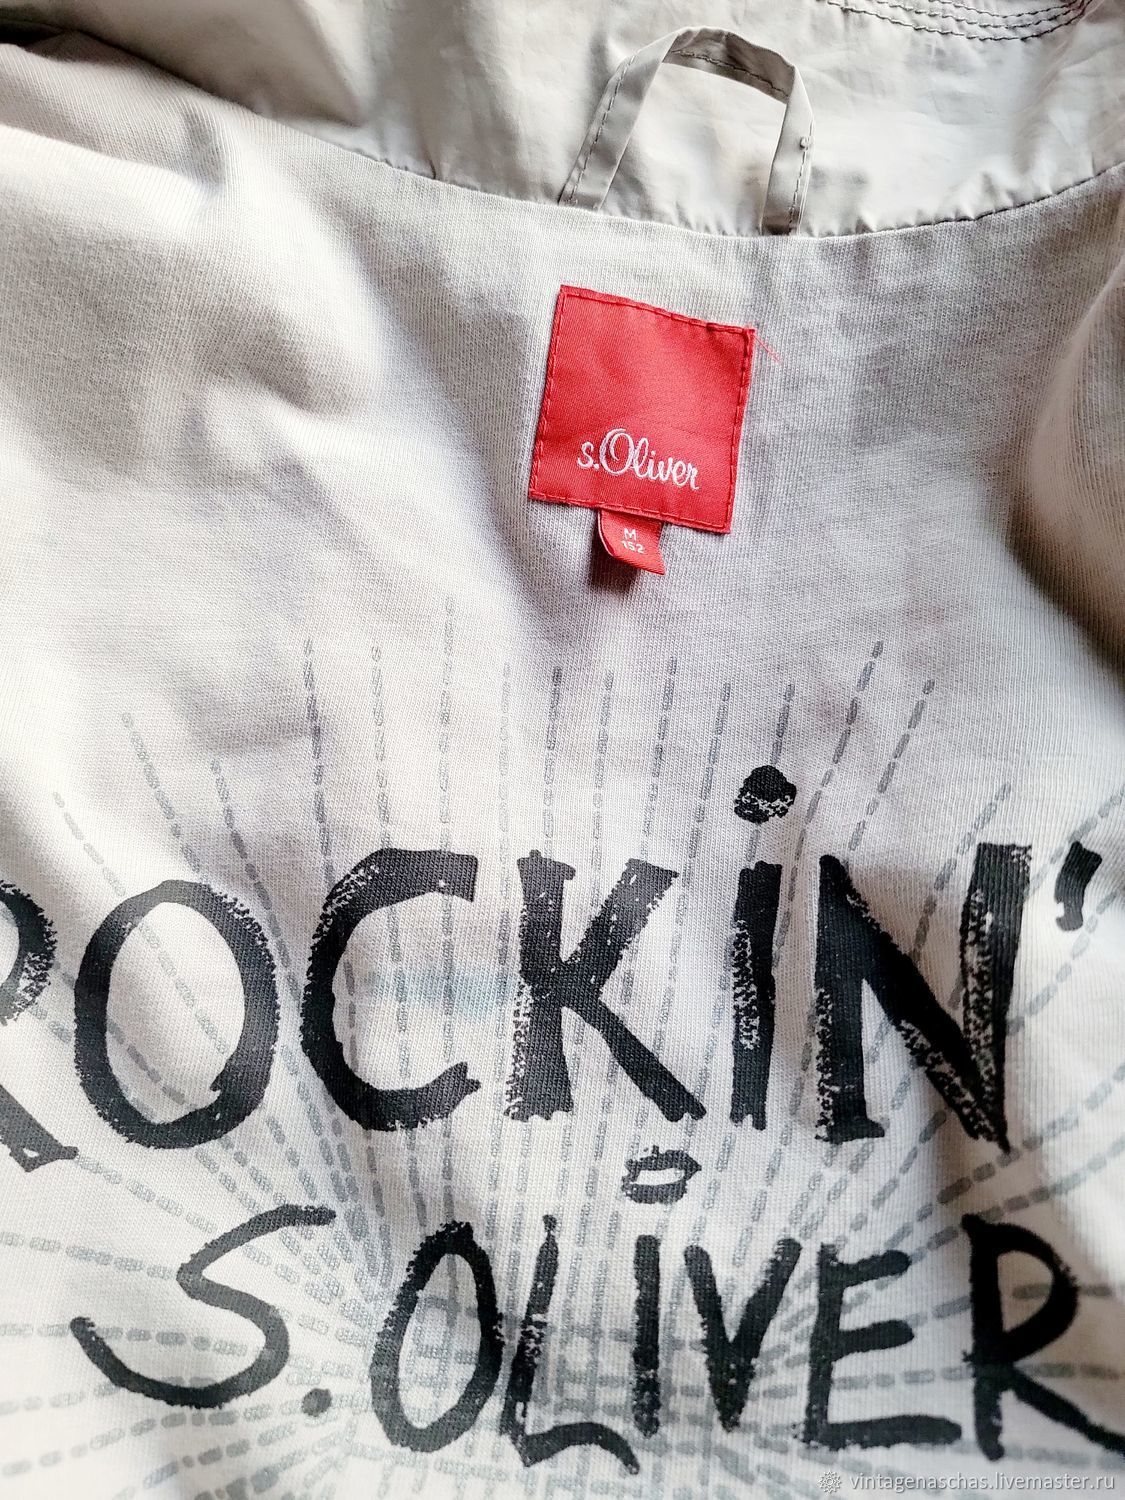 s.Oliver
M
152
ROCKiN'
S.OLiVER
vintagenaschas.livemaster.ru